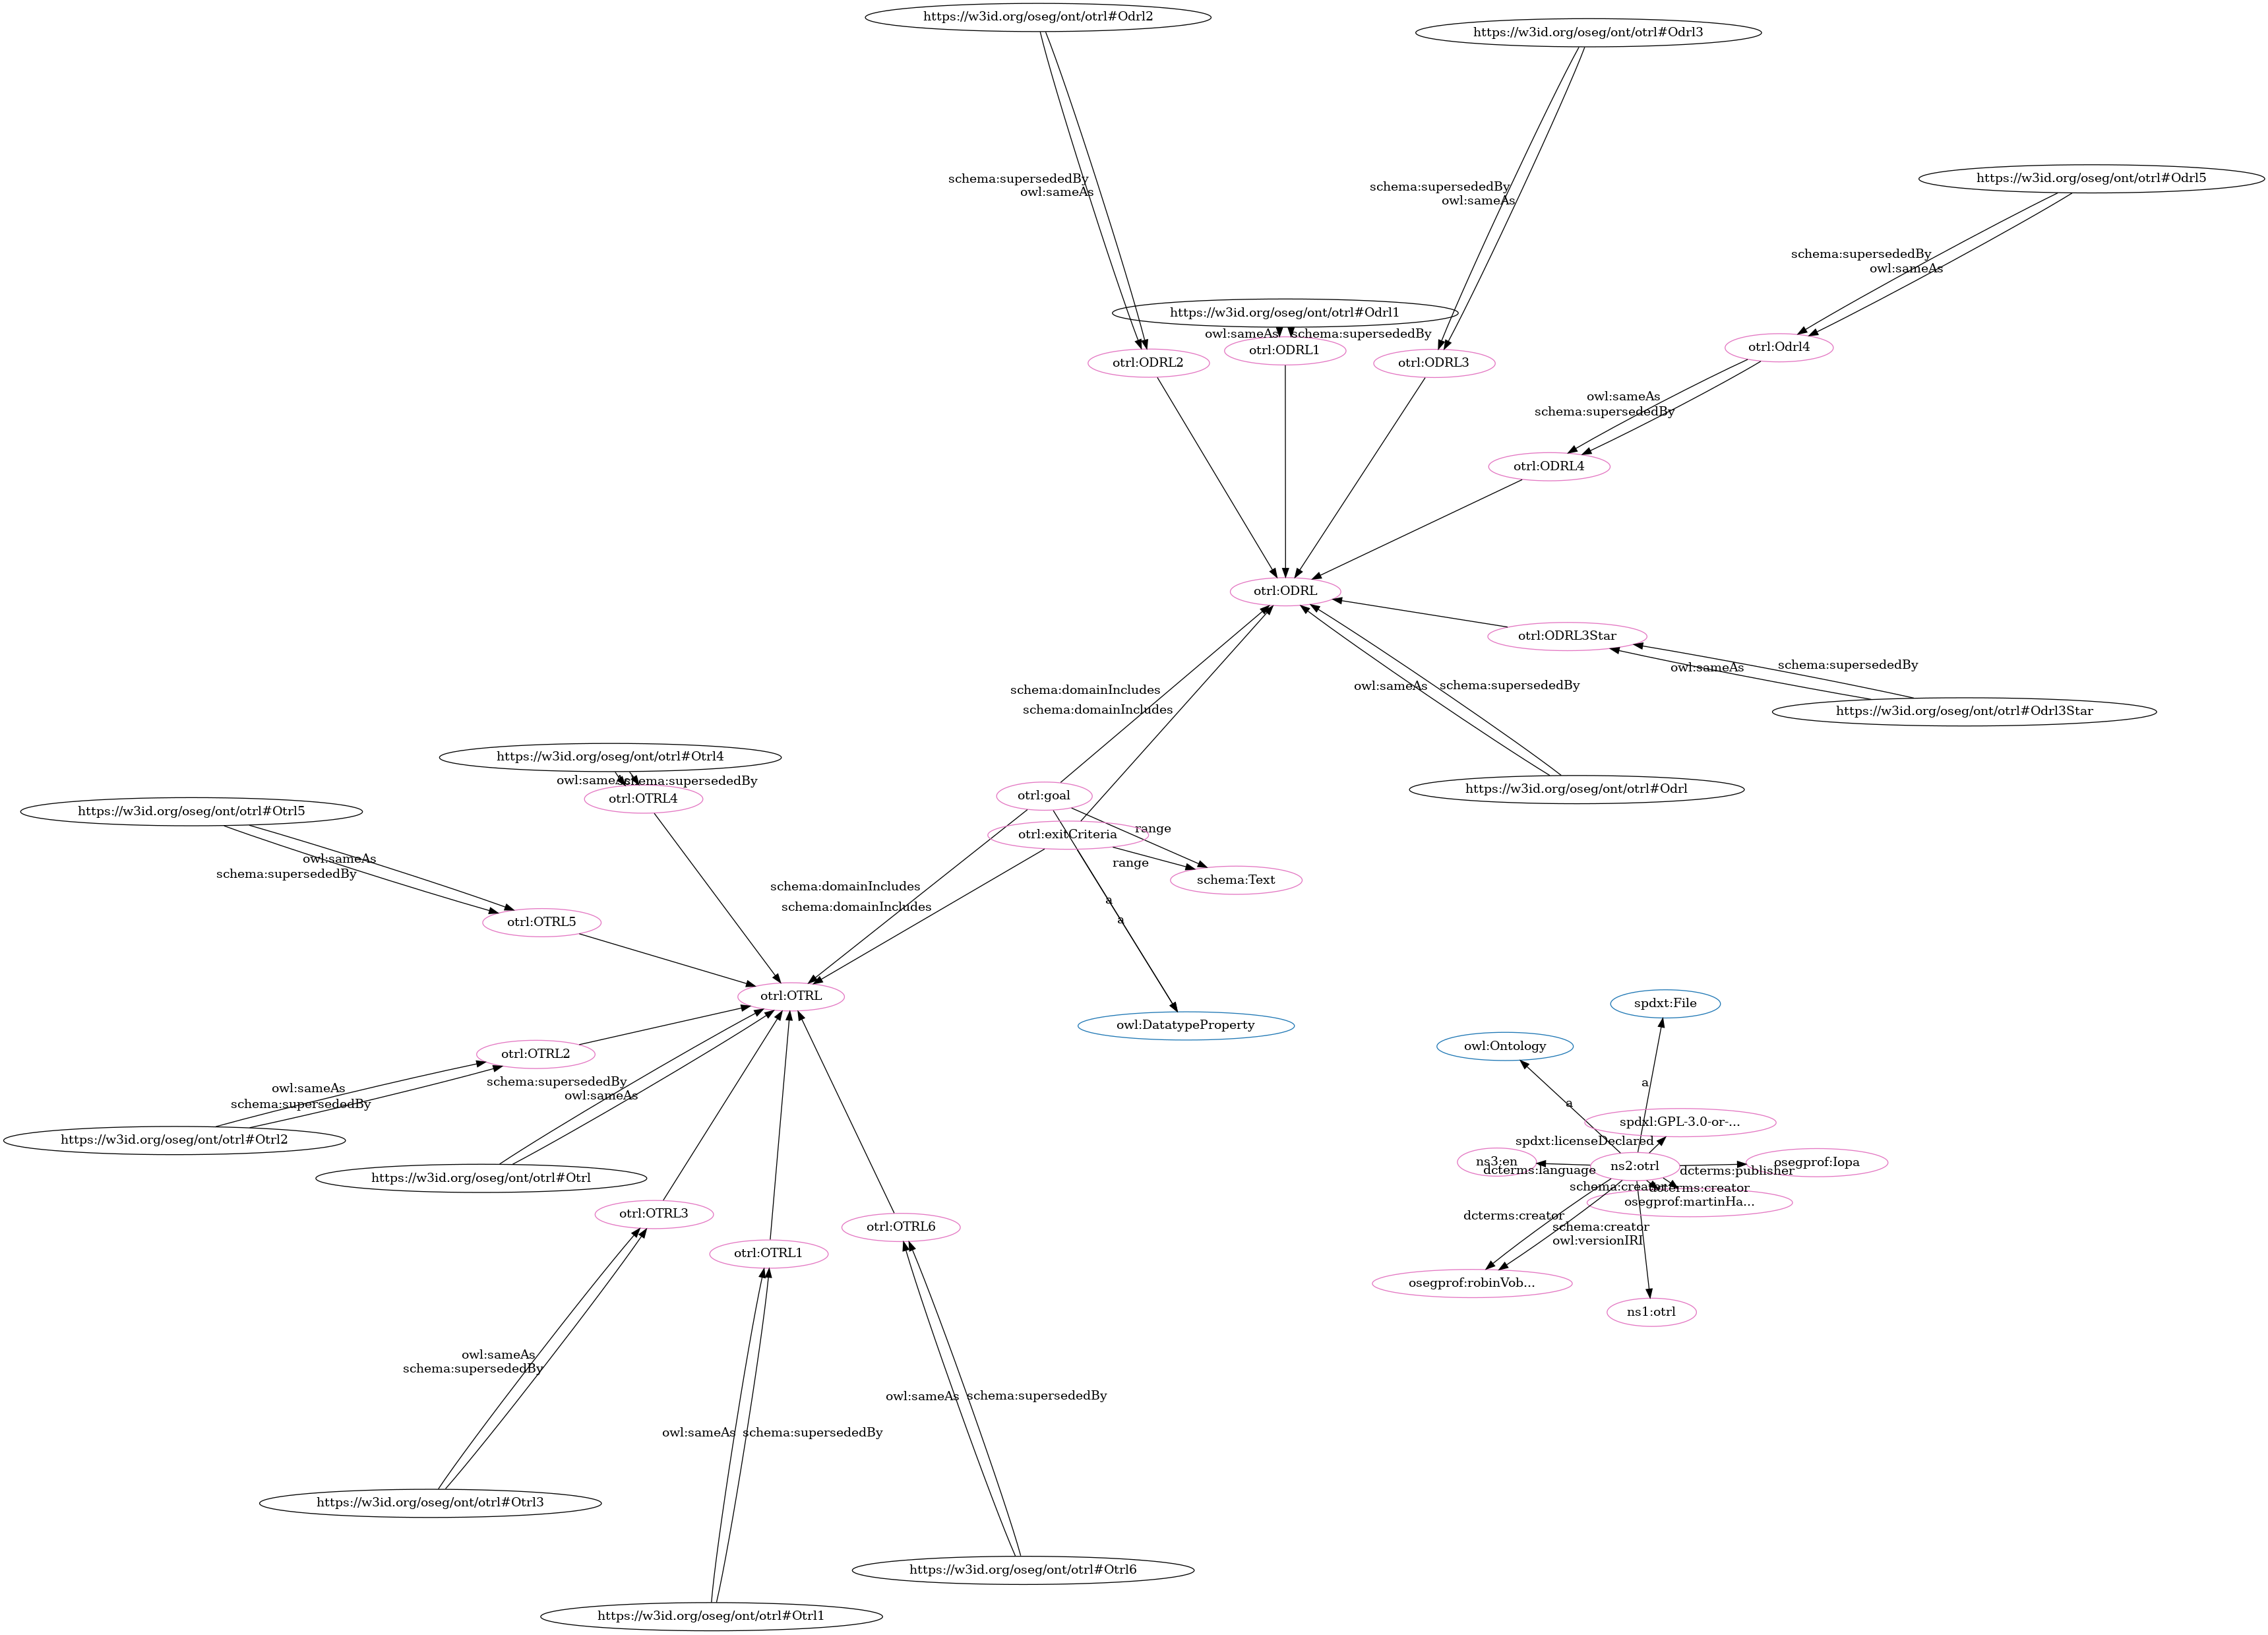 https://w3id.org/oseg/ont/otrl#Odrl2
https://w3id.org/oseg/ont/otrl#Odrl3
schema:supersededBy
owl:sameAs
schema:supersededBy
owl:sameAs
https://w3id.org/oseg/ont/otrl#Odrl5
schema:supersededBy
owl:sameAs
https://w3id.org/oseg/ont/otrl#Odrl1
owl:sameAs
schema:supersededBy
otrl:ODRL2
otrl:ODRL1
otrl:ODRL3
otrl:Odrl4
owl:sameAs
schema:supersededBy
otrl:ODRL4
otrl:ODRL
otrl:ODRL3Star
owl:sameAs
schema:supersededBy
https://w3id.org/oseg/ont/otrl#Odrl3Star
schema:domainIncludes
schema:domainIncludes
owl:sameAs
schema:supersededBy
https://w3id.org/oseg/ont/otrl#Odrl
https://w3id.org/oseg/ont/otrl#Otrl4
owl:sameAs
schema:supersededBy
otrl:OTRL4
https://w3id.org/oseg/ont/otrl#Otrl5
owl:sameAs
schema:supersededBy
otrl:goal
otrl:exitCriteria
range
range
schema:Text
schema:domainIncludes
schema:domainIncludes
a
a
otrl:OTRL5
otrl:OTRL
owl:DatatypeProperty
otrl:OTRL2
owl:sameAs
schema:supersededBy
https://w3id.org/oseg/ont/otrl#Otrl2
schema:supersededBy
owl:sameAs
https://w3id.org/oseg/ont/otrl#Otrl
otrl:OTRL3
otrl:OTRL1
otrl:OTRL6
spdxt:File
owl:Ontology
a
a
spdxl:GPL-3.0-or-...
spdxt:licenseDeclared
ns3:en
dcterms:language
ns2:otrl
osegprof:Iopa
dcterms:publisher
schema:creator
dcterms:creator
osegprof:martinHa...
dcterms:creator
schema:creator
owl:versionIRI
osegprof:robinVob...
ns1:otrl
owl:sameAs
schema:supersededBy
owl:sameAs
schema:supersededBy
owl:sameAs
schema:supersededBy
https://w3id.org/oseg/ont/otrl#Otrl3
https://w3id.org/oseg/ont/otrl#Otrl6
https://w3id.org/oseg/ont/otrl#Otrl1